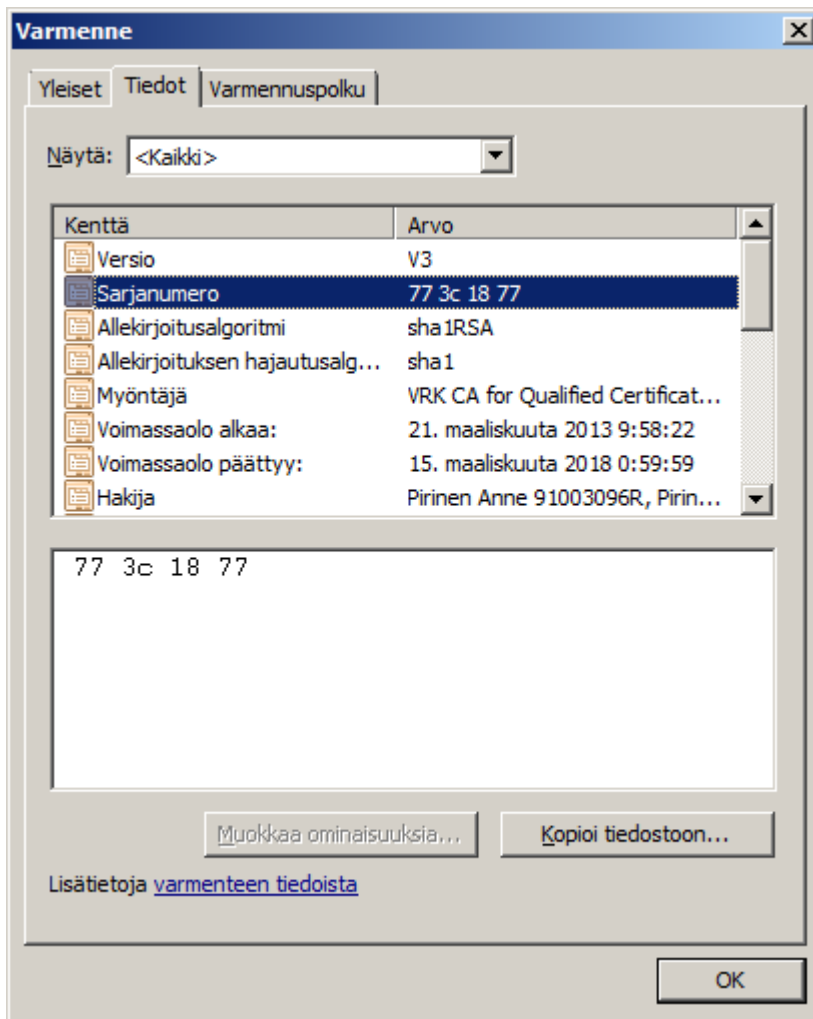 Varmenne
Yleiset Tiedot Varmennuspolku
Näytä: <Kaikki>
Kenttä Arvo
Versio V3
Sarjanumero 77 3c 18 77
Allekirjoitusalgoritmi sha1RSA
Allekirjoituksen hajautusalg... sha1
Myöntäjä VRK CA for Qualified Certificat...
Voimassaolo alkaa: 21. maaliskuuta 2013 9:58:22
Voimassaolo päättyy: 15. maaliskuuta 2018 0:59:59
Hakija Pirinen Anne 91003096R, Pirin...
77 3c 18 77
Muokkaa ominaisuuksia... Kopioi tiedostoon...
Lisätietoja varmenteen tiedoista
OK